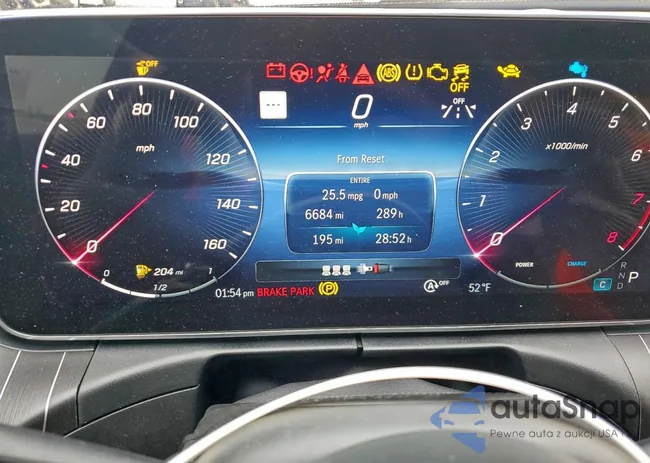 OFF
ABS
OFF
---
0
mph
OFF
From Reset
ENTIRE
25.5 mpg 0 mph
6684 mi 289 h
195 mi 28:52 h
0 20 40 60 80 100 120 140 160
mph
204 mi
0 1/2 1
0 1 2 3 4 5 6 7 8
x1000/min
POWER CHARGE
R
N
D
P
C
01:54 pm BRAKE PARK (P) A OFF 52 °F
autoSnap
Pewne auta z aukcji USA